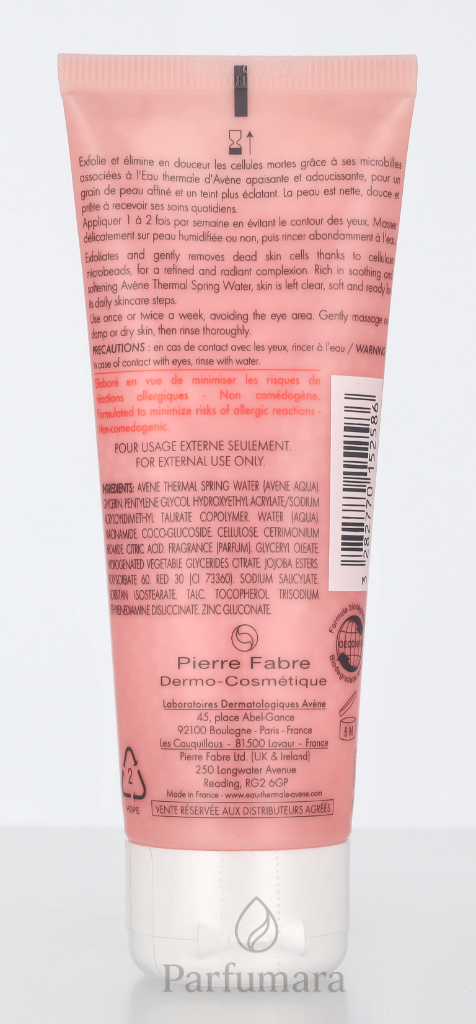 Exfolie et élimine en douceur les cellules mortes grâce à ses microbilles
associées à l'Eau thermale d'Avène apaisante et adoucissante, pour un
grain de peau affiné et un teint plus éclatant. La peau est nette, douce et
prête à recevoir ses soins quotidiens.
Appliquer 1 à 2 fois par semaine en évitant le contour des yeux. Masser
délicatement sur peau humidifiée ou non, puis rincer abondamment à l'eau.
Exfoliates and gently removes dead skin cells thanks to cellulose
microbeads, for a refined and radiant complexion. Rich in soothing and
softening Avène Thermal Spring Water, skin is left clear, soft and ready for
its daily skincare steps.
Use once or twice a week, avoiding the eye area. Gently massage on
damp or dry skin, then rinse thoroughly.
PRECAUTIONS : en cas de contact avec les yeux, rincer à l'eau / WARNING
in case of contact with eyes, rinse with water.
Elaboré en vue de minimiser les risques de
réactions allergiques - Non comédogène.
Formulated to minimize risks of allergic reactions -
Non-comedogenic.
POUR USAGE EXTERNE SEULEMENT.
FOR EXTERNAL USE ONLY.
INGREDIENTS: AVENE THERMAL SPRING WATER (AVENE AQUA).
GLYCERIN. PENTYLENE GLYCOL. HYDROXYETHYL ACRYLATE/SODIUM
ACRYLOYLDIMETHYL TAURATE COPOLYMER. WATER (AQUA).
NIACINAMIDE. COCO-GLUCOSIDE. CELLULOSE. CETRIMONIUM
BROMIDE. CITRIC ACID. FRAGRANCE (PARFUM). GLYCERYL OLEATE.
HYDROGENATED VEGETABLE GLYCERIDES CITRATE. JOJOBA ESTERS.
POLYSORBATE 60. RED 30 (CI 73360). SODIUM SALICYLATE.
SORBITAN ISOSTEARATE. TALC. TOCOPHEROL. TRISODIUM
ETHYLENEDIAMINE DISUCCINATE. ZINC GLUCONATE.
3 282770 152586
Formule
Biodegradable
Pierre Fabre
Dermo-Cosmétique
Laboratoires Dermatologiques Avène
45, place Abel-Gance
92100 Boulogne - Paris - France
Les Cauquillous - 81500 Lavaur – France
Pierre Fabre Ltd. (UK & Ireland)
250 Longwater Avenue
Reading, RG2 6GP
Made in France - www.eau-thermale-avene.com
VENTE RÉSERVÉE AUX DISTRIBUTEURS AGRÉÉS
6 M
2
HDPE
Parfumara